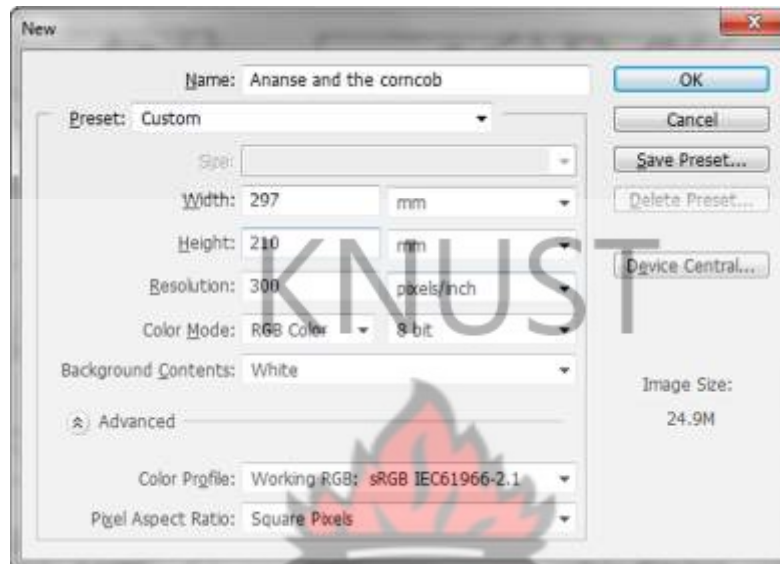 New
Name: Ananse and the corncob
OK
Preset: Custom
Cancel
Size:
Save Preset...
Width: 297 mm
Delete Preset...
Height: 210 mm
Device Central...
Resolution: 300 pixels/inch
Color Mode: RGB Color 8 bit
Background Contents: White
Image Size:
24.9M
Advanced
Color Profile: Working RGB: sRGB IEC61966-2.1
Pixel Aspect Ratio: Square Pixels
KNUST